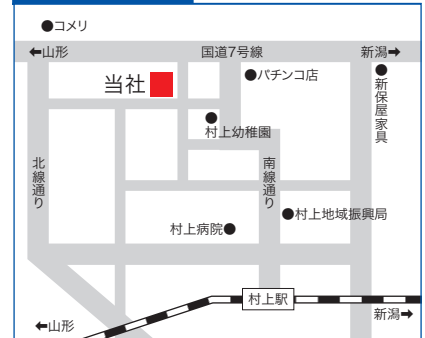 ●コメリ
←山形
国道7号線
新潟→
当社
●パチンコ店
●新保屋家具
●村上幼稚園
北線通り
南線通り
●村上地域振興局
村上病院●
村上駅
新潟→
←山形